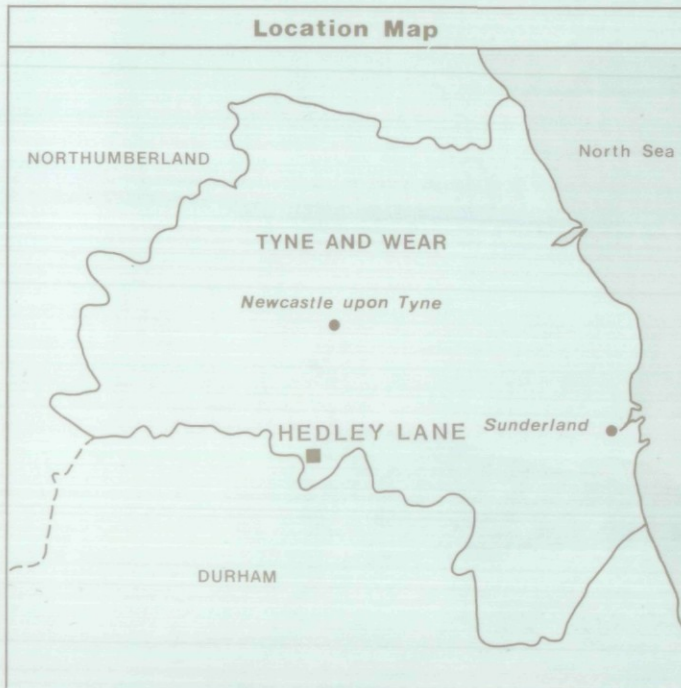 Location Map
NORTHUMBERLAND
North Sea
TYNE AND WEAR
Newcastle upon Tyne
HEDLEY LANE
Sunderland
DURHAM